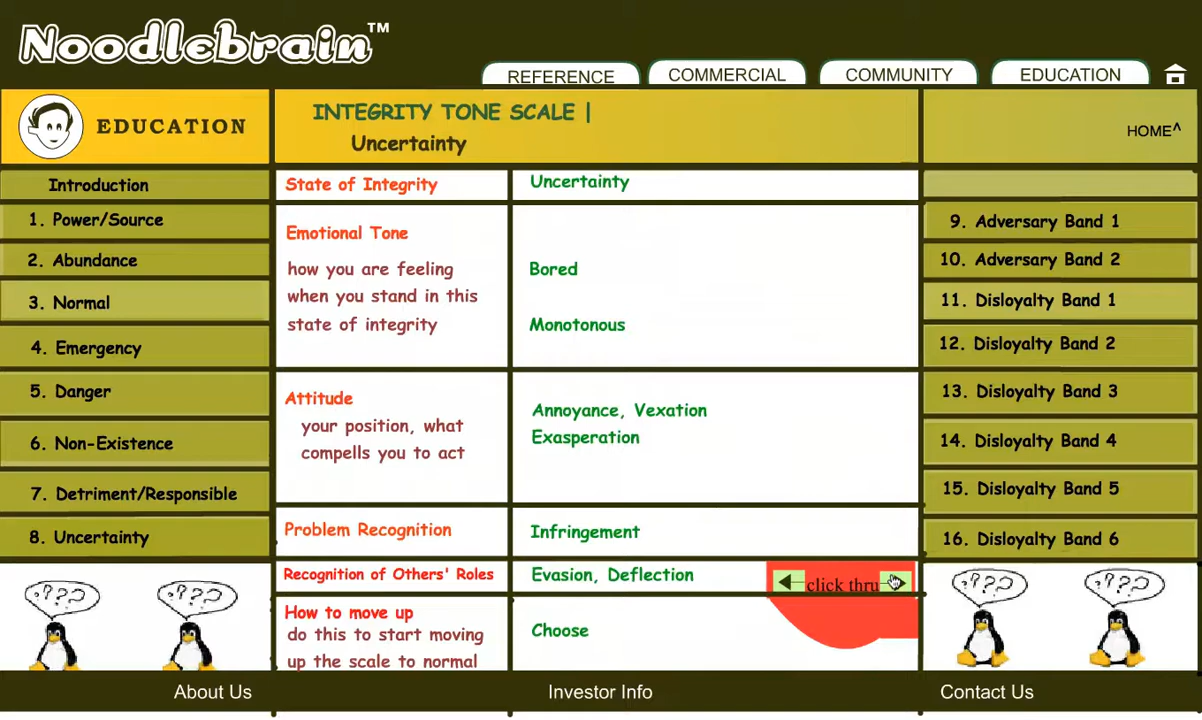 Noodlebrain™
REFERENCE
COMMERCIAL
COMMUNITY
EDUCATION
EDUCATION
INTEGRITY TONE SCALE |
Uncertainty
HOME^
Introduction
1. Power/Source
2. Abundance
3. Normal
4. Emergency
5. Danger
6. Non-Existence
7. Detriment/Responsible
8. Uncertainty
State of Integrity
Uncertainty
Emotional Tone
how you are feeling
when you stand in this
state of integrity
Bored
Monotonous
Attitude
your position, what
compells you to act
Annoyance, Vexation
Exasperation
Problem Recognition
Infringement
Recognition of Others' Roles
Evasion, Deflection
click thru
How to move up
do this to start moving
up the scale to normal
Choose
9. Adversary Band 1
10. Adversary Band 2
11. Disloyalty Band 1
12. Disloyalty Band 2
13. Disloyalty Band 3
14. Disloyalty Band 4
15. Disloyalty Band 5
16. Disloyalty Band 6
???
???
???
???
About Us
Investor Info
Contact Us